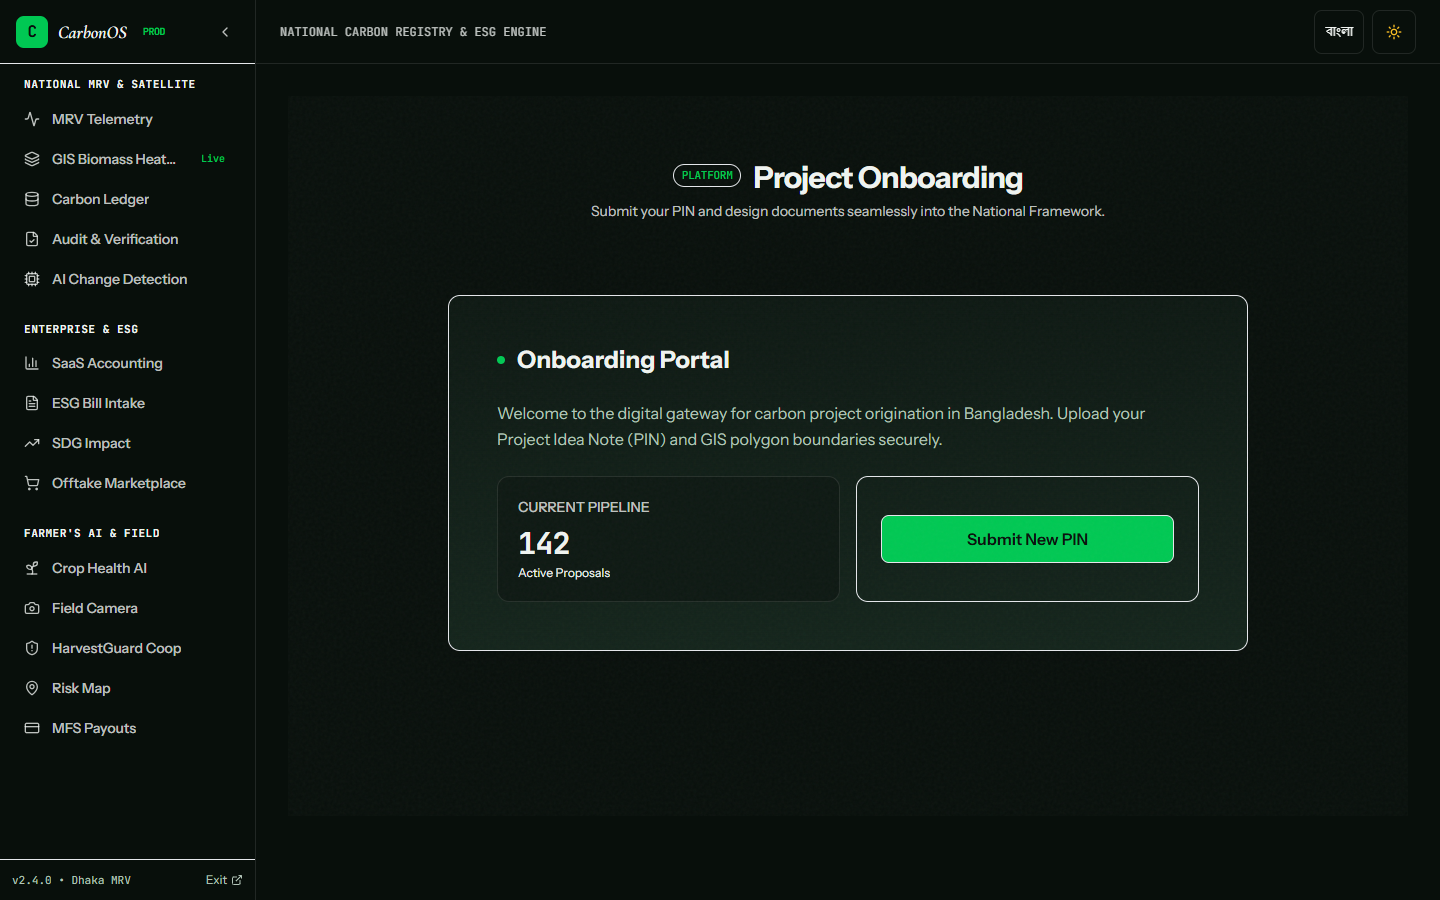 C CarbonOS PROD
NATIONAL CARBON REGISTRY & ESG ENGINE
বাংলা
NATIONAL MRV & SATELLITE
MRV Telemetry
GIS Biomass Heat... Live
Carbon Ledger
Audit & Verification
AI Change Detection
ENTERPRISE & ESG
SaaS Accounting
ESG Bill Intake
SDG Impact
Offtake Marketplace
FARMER'S AI & FIELD
Crop Health AI
Field Camera
HarvestGuard Coop
Risk Map
MFS Payouts
v2.4.0 • Dhaka MRV
Exit
PLATFORM Project Onboarding
Submit your PIN and design documents seamlessly into the National Framework.
Onboarding Portal
Welcome to the digital gateway for carbon project origination in Bangladesh. Upload your
Project Idea Note (PIN) and GIS polygon boundaries securely.
CURRENT PIPELINE
142
Active Proposals
Submit New PIN